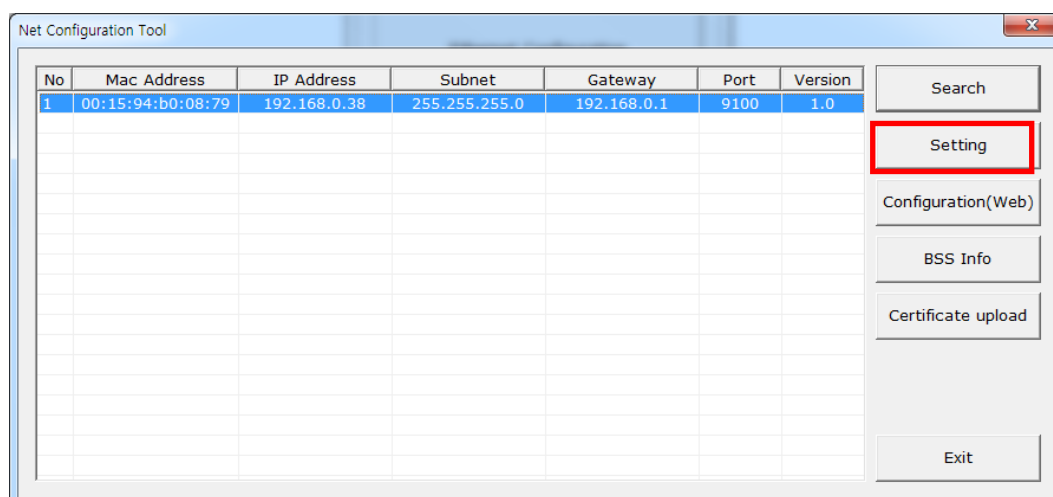 Net Configuration Tool
No Mac Address IP Address Subnet Gateway Port Version
1 00:15:94:b0:08:79 192.168.0.38 255.255.255.0 192.168.0.1 9100 1.0
Search
Setting
Configuration(Web)
BSS Info
Certificate upload
Exit